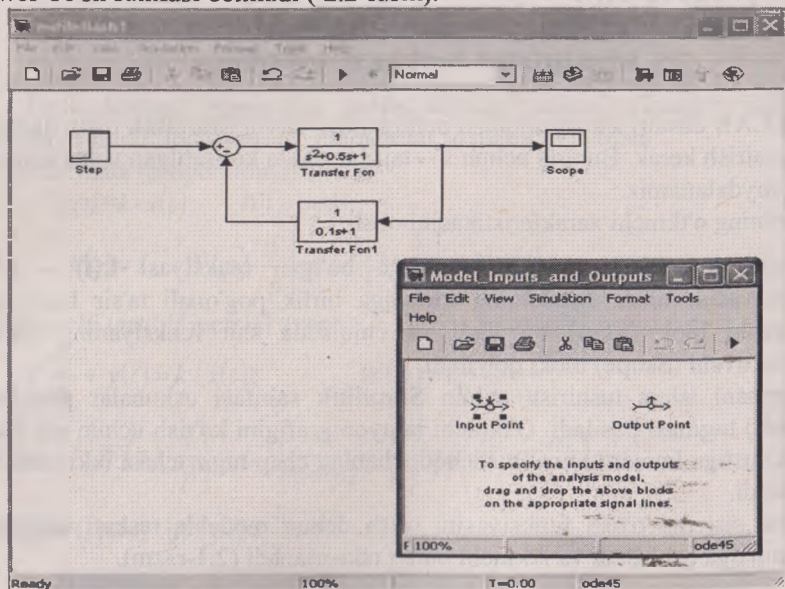 Normal
1
s²+0.5s+1
Step
Transfer Fcn
Scope
1
0.1s+1
Transfer Fcn1
Model_Inputs_and_Outputs
File Edit View Simulation Format Tools
Help
Input Point
Output Point
To specify the inputs and outputs
of the analysis model,
drag and drop the above blocks
on the appropriate signal lines.
F 100%
ode45
Ready
100%
T=0.00
ode45